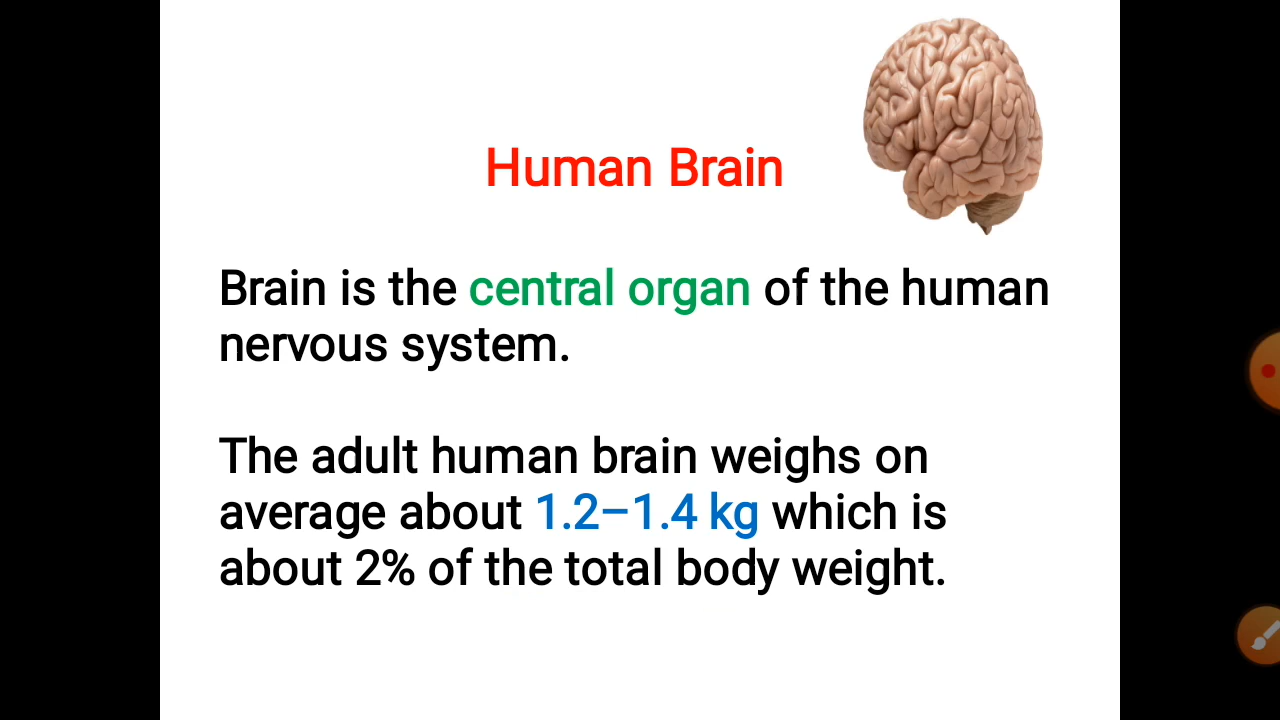 Human Brain
Brain is the central organ of the human
nervous system.
The adult human brain weighs on
average about 1.2–1.4 kg which is
about 2% of the total body weight.